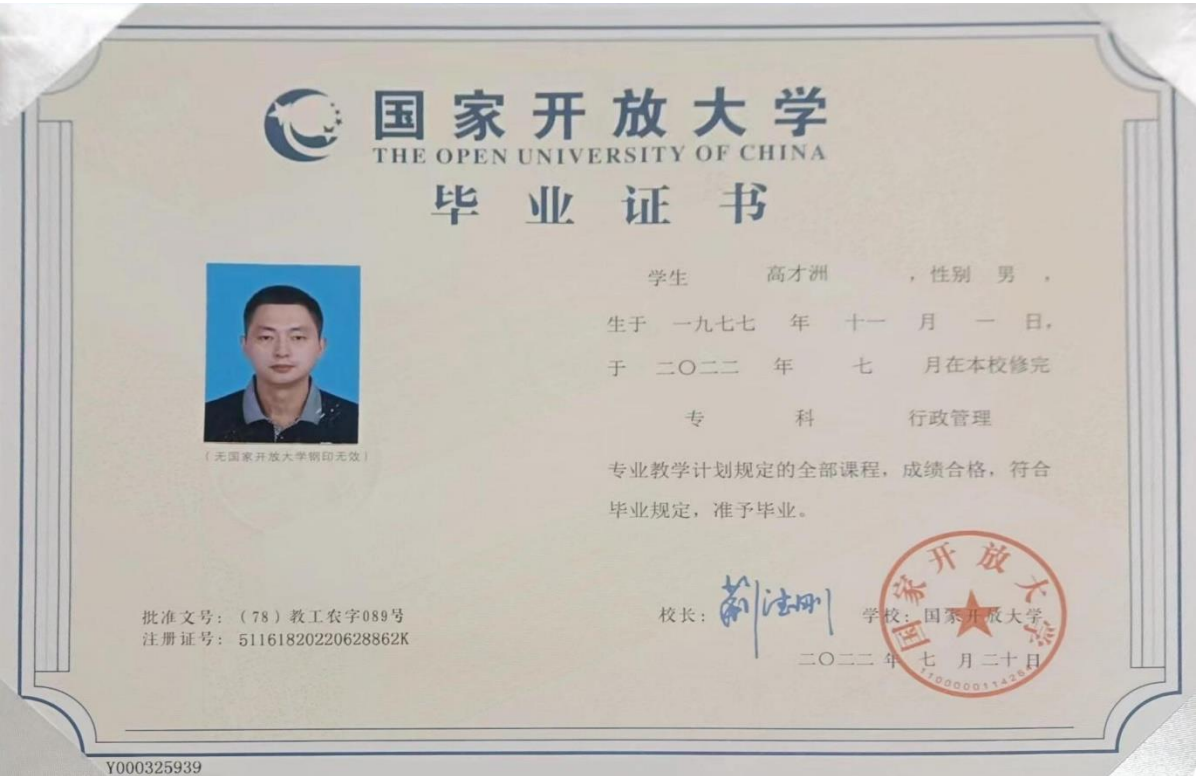 国家开放大学
THE OPEN UNIVERSITY OF CHINA
毕业证书
学生 高才洲 ，性别 男 ，
生于 一九七七 年 十一 月 一 日，
于 二〇二二 年 七 月在本校修完
专 科 行政管理
专业教学计划规定的全部课程，成绩合格，符合
毕业规定，准予毕业。
（无国家开放大学钢印无效）
批准文号：（78）教工农字089号
注册证号：51161820220628862K
校长：
学校：国家开放大学
二〇二二年 七 月二十日
国家开放大学
Y000325939